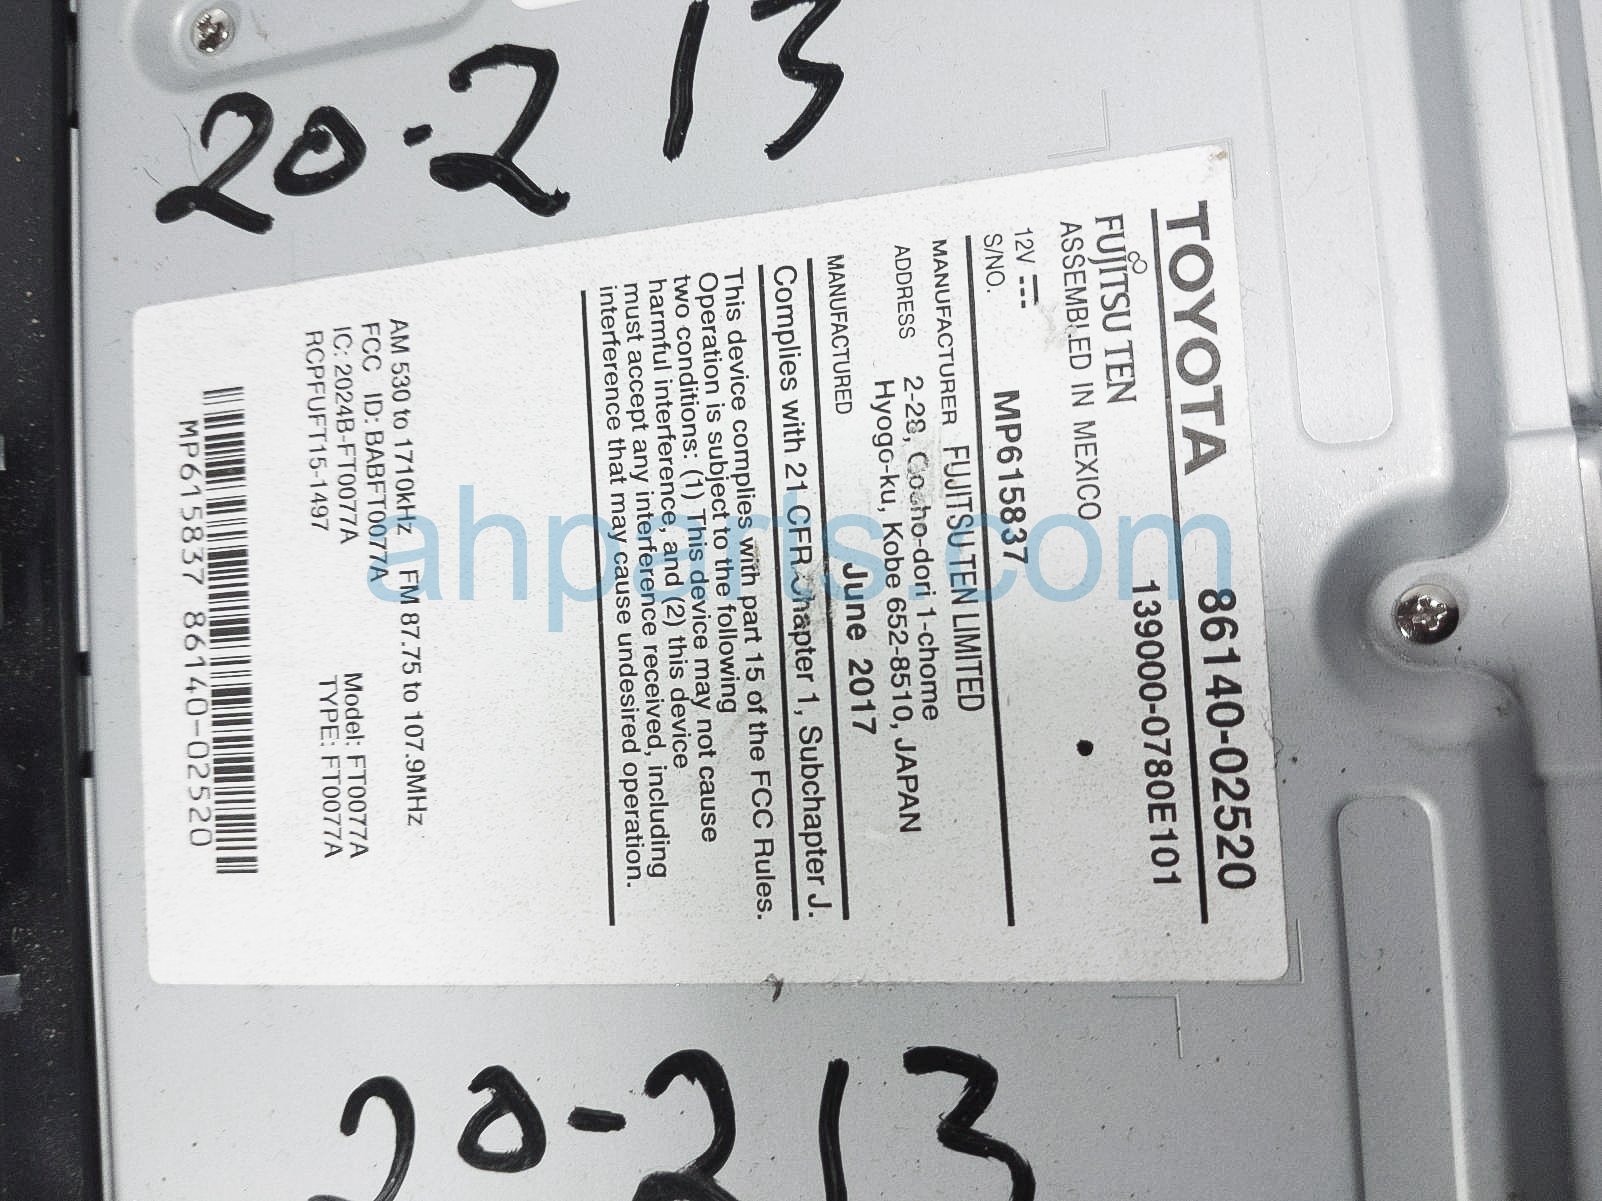 20-213
TOYOTA 86140-02520
FUJITSU TEN 139000-0780E101
ASSEMBLED IN MEXICO
12V
S/NO. MP615837
MANUFACTURER FUJITSU TEN LIMITED
ADDRESS 2-28, Gosho-dori 1-chome
Hyogo-ku, Kobe 652-8510, JAPAN
MANUFACTURED June 2017
Complies with 21 CFR Chapter 1, Subchapter J.
This device complies with part 15 of the FCC Rules.
Operation is subject to the following
two conditions: (1) This device may not cause
harmful interference, and (2) this device
must accept any interference received, including
interference that may cause undesired operation.
AM 530 to 1710kHz FM 87.75 to 107.9MHz
FCC ID: BABFT0077A
IC: 2024B-FT0077A Model: FT0077A
RCPFUFT15-1497 TYPE: FT0077A
MP615837 86140-02520
20-213
ahparts.com